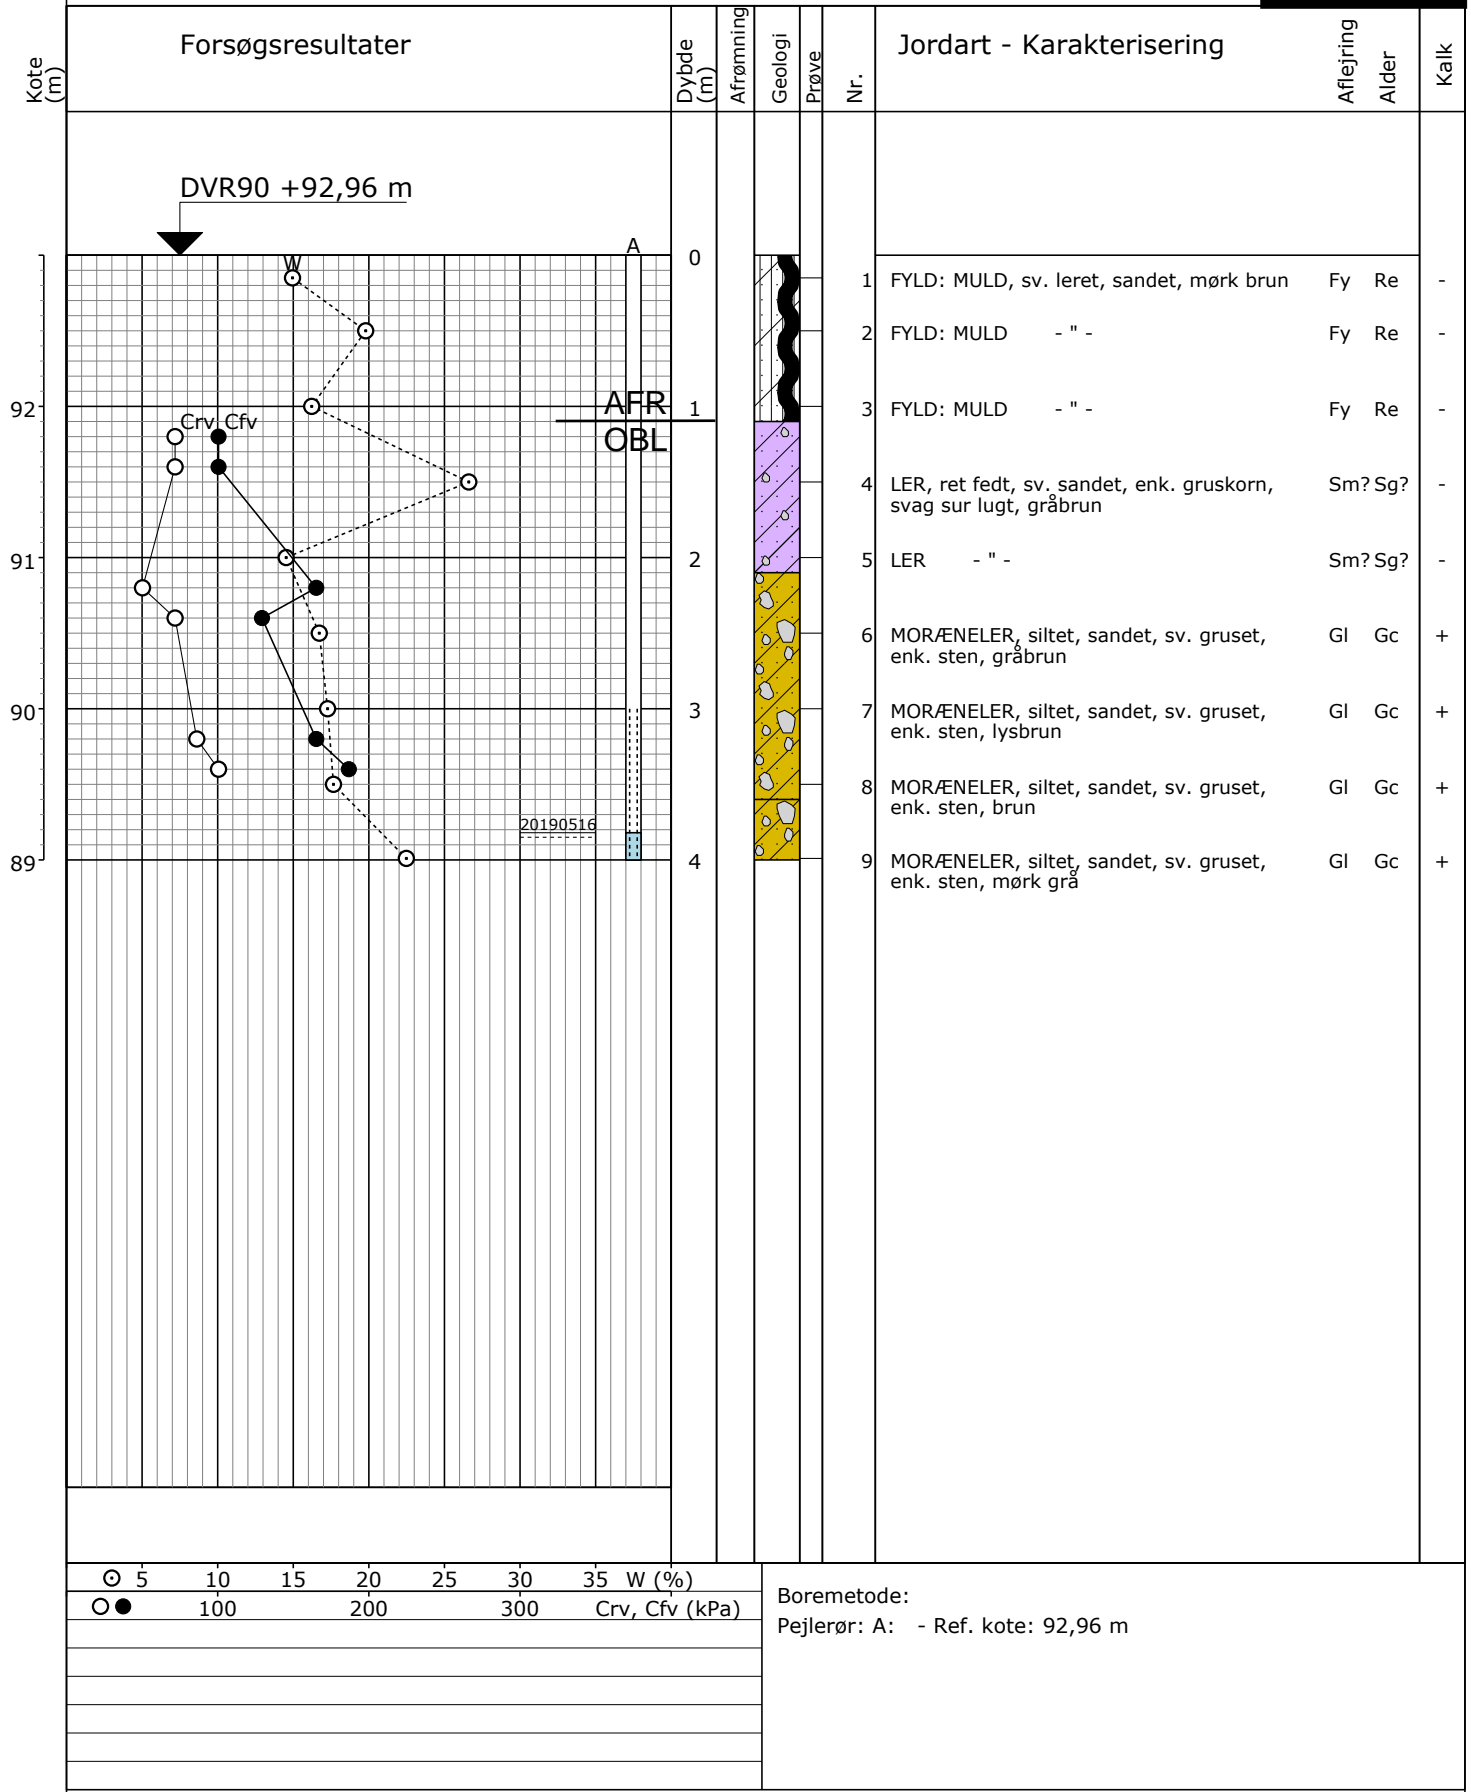 Kote
(m)
Forsøgsresultater
Dybde
(m)
Afrømning
Geologi
Prøve
Nr.
Jordart - Karakterisering
Aflejring
Alder
Kalk
DVR90 +92,96 m
A
W
0
1 FYLD: MULD, sv. leret, sandet, mørk brun Fy Re -
2 FYLD: MULD - " - Fy Re -
92
AFR
1
3 FYLD: MULD - " - Fy Re -
Crv Cfv
OBL
4 LER, ret fedt, sv. sandet, enk. gruskorn, Sm? Sg? -
svag sur lugt, gråbrun
91
2
5 LER - " - Sm? Sg? -
6 MORÆNELER, siltet, sandet, sv. gruset, Gl Gc +
enk. sten, gråbrun
90
3
7 MORÆNELER, siltet, sandet, sv. gruset, Gl Gc +
enk. sten, lysbrun
8 MORÆNELER, siltet, sandet, sv. gruset, Gl Gc +
enk. sten, brun
20190516
89
4
9 MORÆNELER, siltet, sandet, sv. gruset, Gl Gc +
enk. sten, mørk grå
5 10 15 20 25 30 35 W (%)
100 200 300 Crv, Cfv (kPa)
Boremetode:
Pejlerør: A: - Ref. kote: 92,96 m